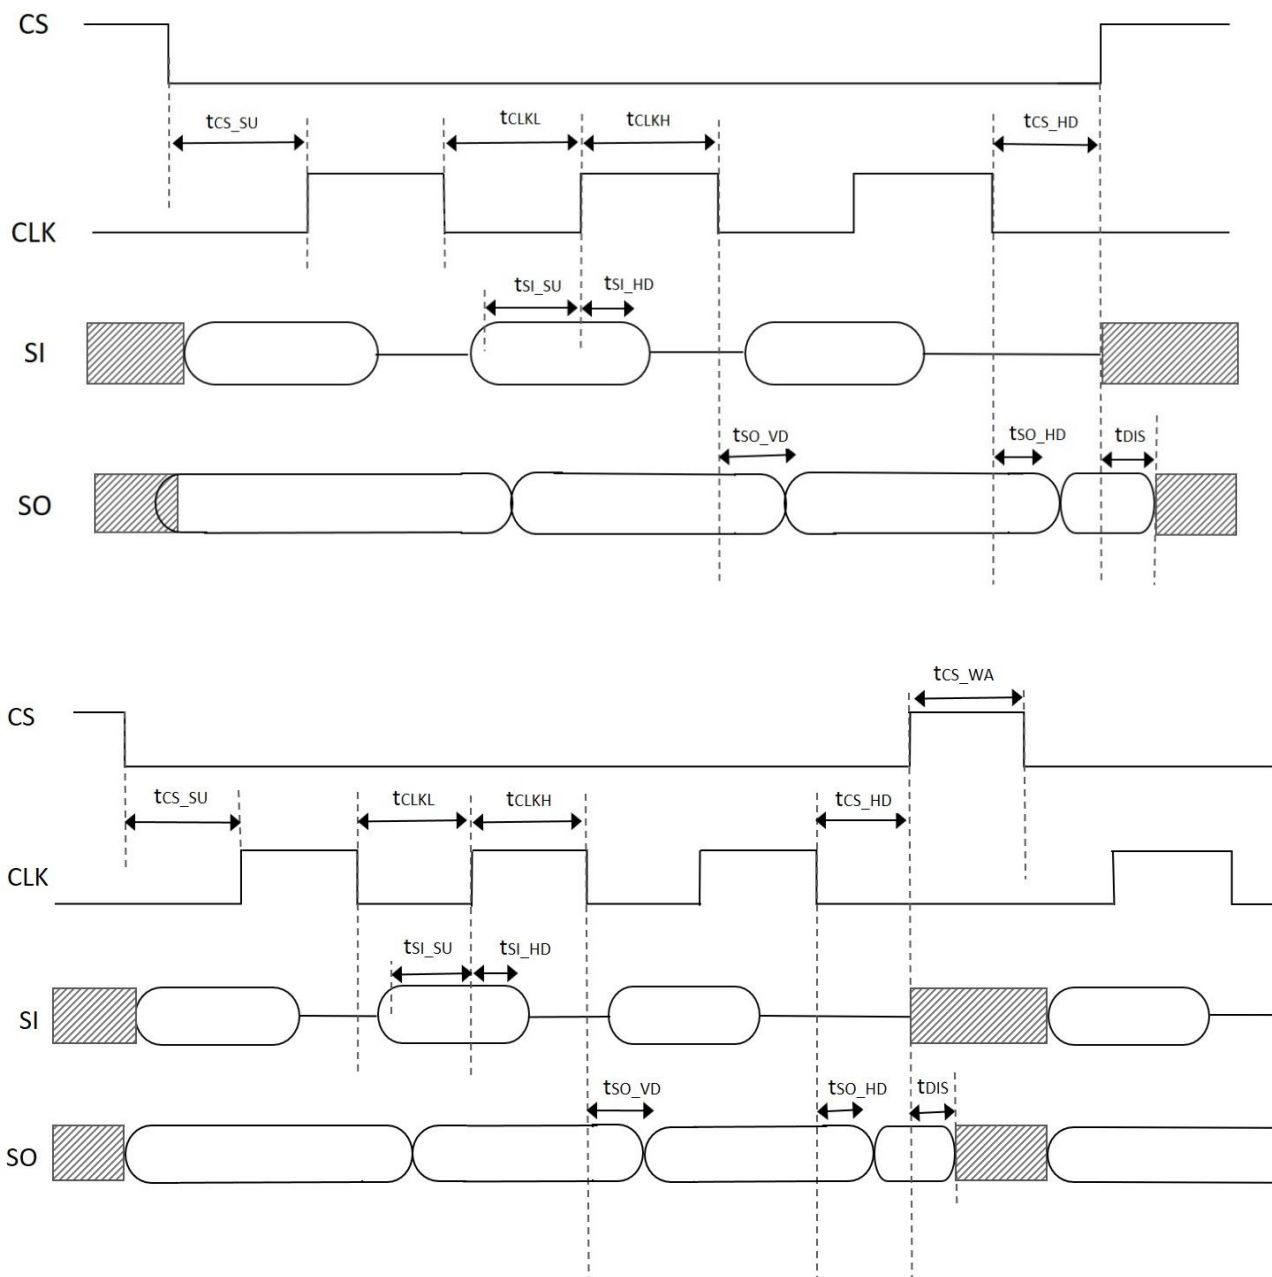 CS
tCS_SU
tCLKL
tCLKH
tCS_HD
CLK
tSI_SU
tSI_HD
SI
tSO_VD
tSO_HD
tDIS
SO
tCS_WA
CS
tCS_SU
tCLKL
tCLKH
tCS_HD
CLK
tSI_SU
tSI_HD
SI
tSO_VD
tSO_HD
tDIS
SO